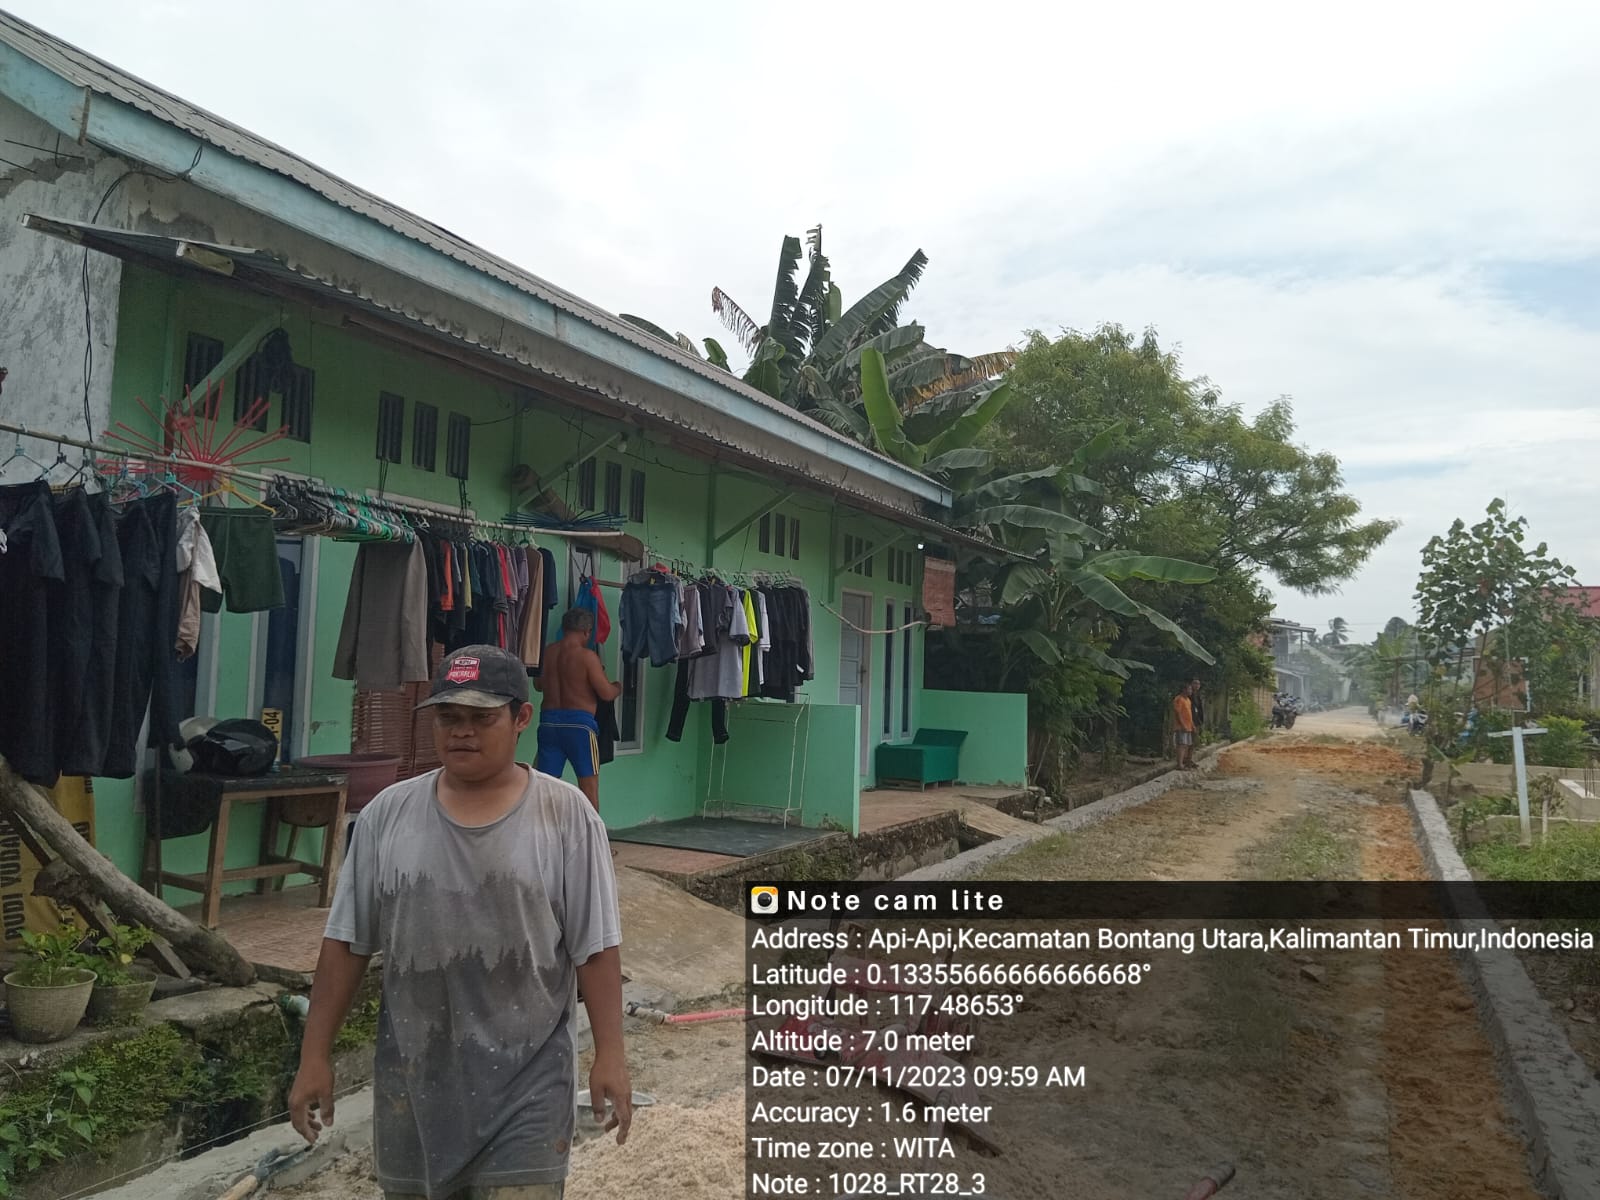 Note cam lite
Address : Api-Api,Kecamatan Bontang Utara,Kalimantan Timur,Indonesia
Latitude : 0.13355666666666668°
Longitude : 117.48653°
Altitude : 7.0 meter
Date : 07/11/2023 09:59 AM
Accuracy : 1.6 meter
Time zone : WITA
Note : 1028_RT28_3
RUDI